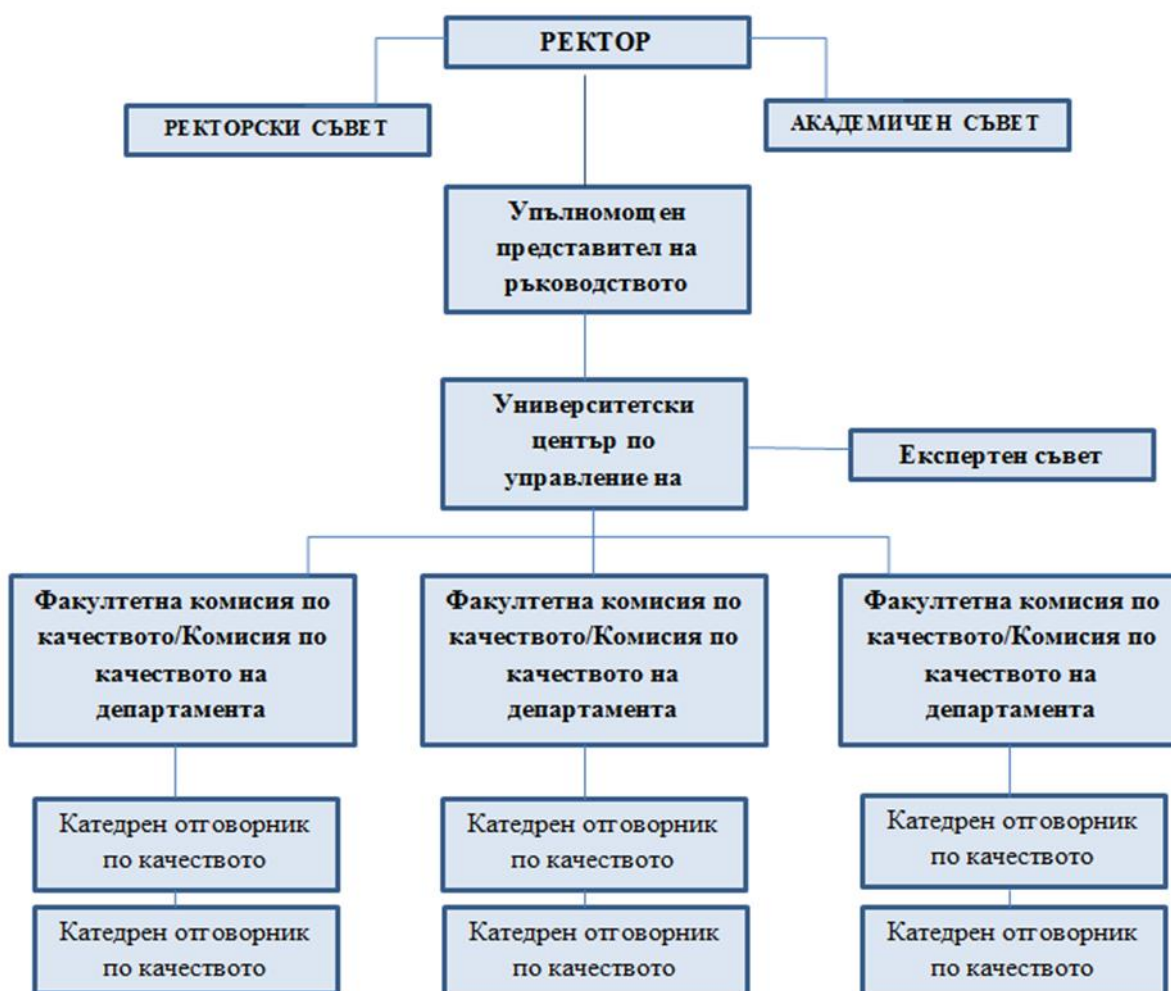 РЕКТОР
РЕКТОРСКИ СЪВЕТ
АКАДЕМИЧЕН СЪВЕТ
Упълномощен
представител на
ръководството
Университетски
център по
управление на
Експертен съвет
Факултетна комисия по
качеството/Комисия по
качеството на
департамента
Факултетна комисия по
качеството/Комисия по
качеството на
департамента
Факултетна комисия по
качеството/Комисия по
качеството на
департамента
Катедрен отговорник
по качеството
Катедрен отговорник
по качеството
Катедрен отговорник
по качеството
Катедрен отговорник
по качеството
Катедрен отговорник
по качеството
Катедрен отговорник
по качеството